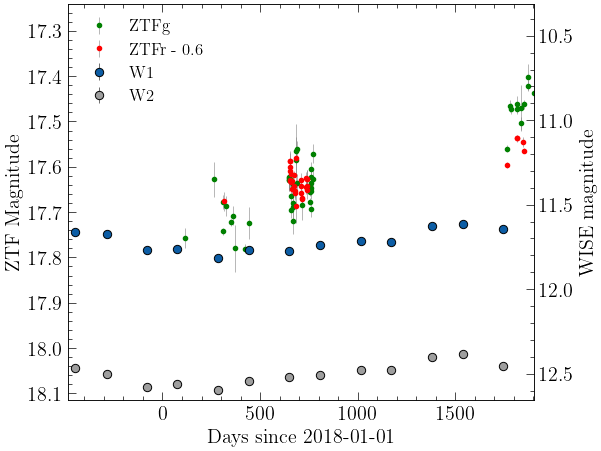 ZTFg
ZTFr - 0.6
W1
W2
17.3
17.4
17.5
17.6
17.7
17.8
17.9
18.0
18.1
ZTF Magnitude
10.5
11.0
11.5
12.0
12.5
WISE magnitude
0
500
1000
1500
Days since 2018-01-01